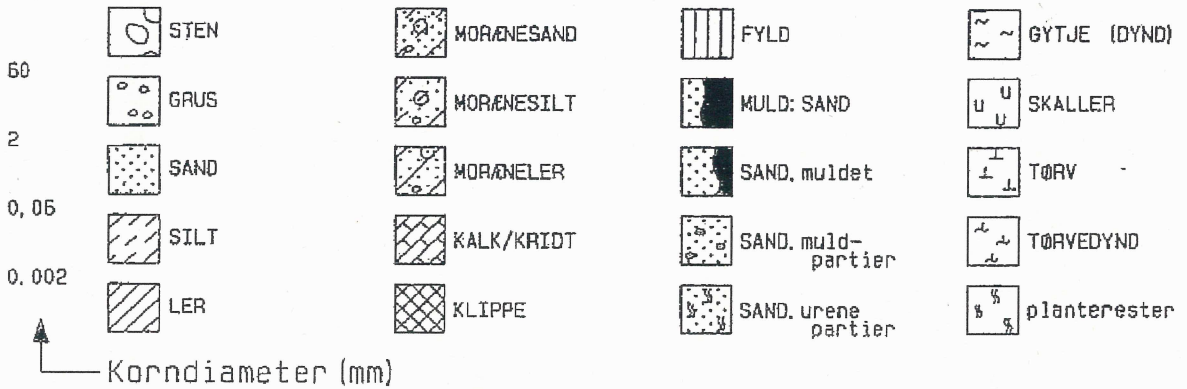 STEN
60
GRUS
2
SAND
0,06
SILT
0,002
LER
Korndiameter (mm)
MORÆNESAND
MORÆNESILT
MORÆNELER
KALK/KRIDT
KLIPPE
FYLD
MULD: SAND
SAND. muldet
SAND. muld-
partier
SAND. urene
partier
GYTJE (DYND)
SKALLER
TØRV
TØRVEDYND
planterester